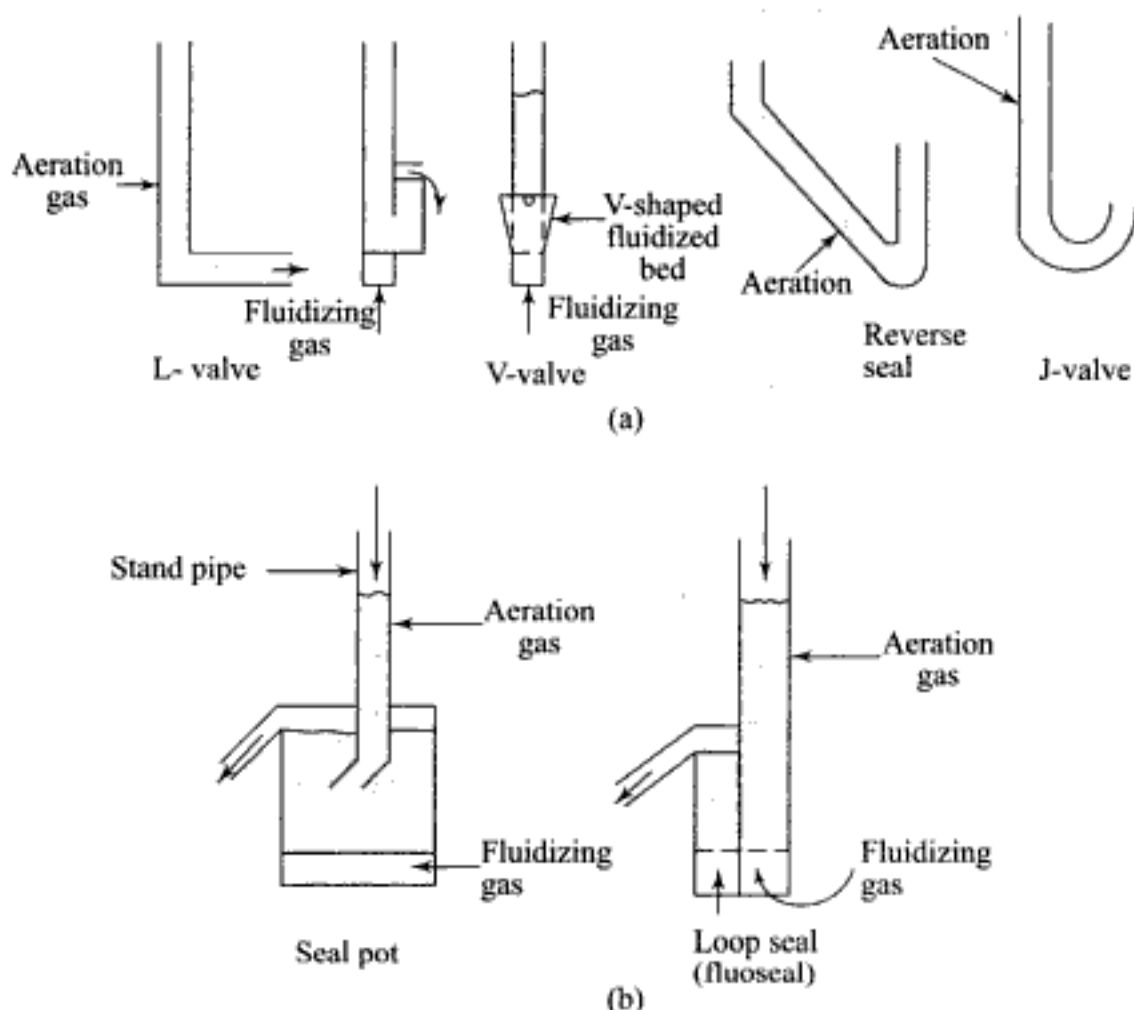 Aeration
gas
Fluidizing
gas
L- valve
V-shaped
fluidized
bed
Fluidizing
gas
V-valve
Aeration
Reverse
seal
Aeration
J-valve
(a)
Stand pipe
Aeration
gas
Fluidizing
gas
Seal pot
Aeration
gas
Fluidizing
gas
Loop seal
(fluoseal)
(b)